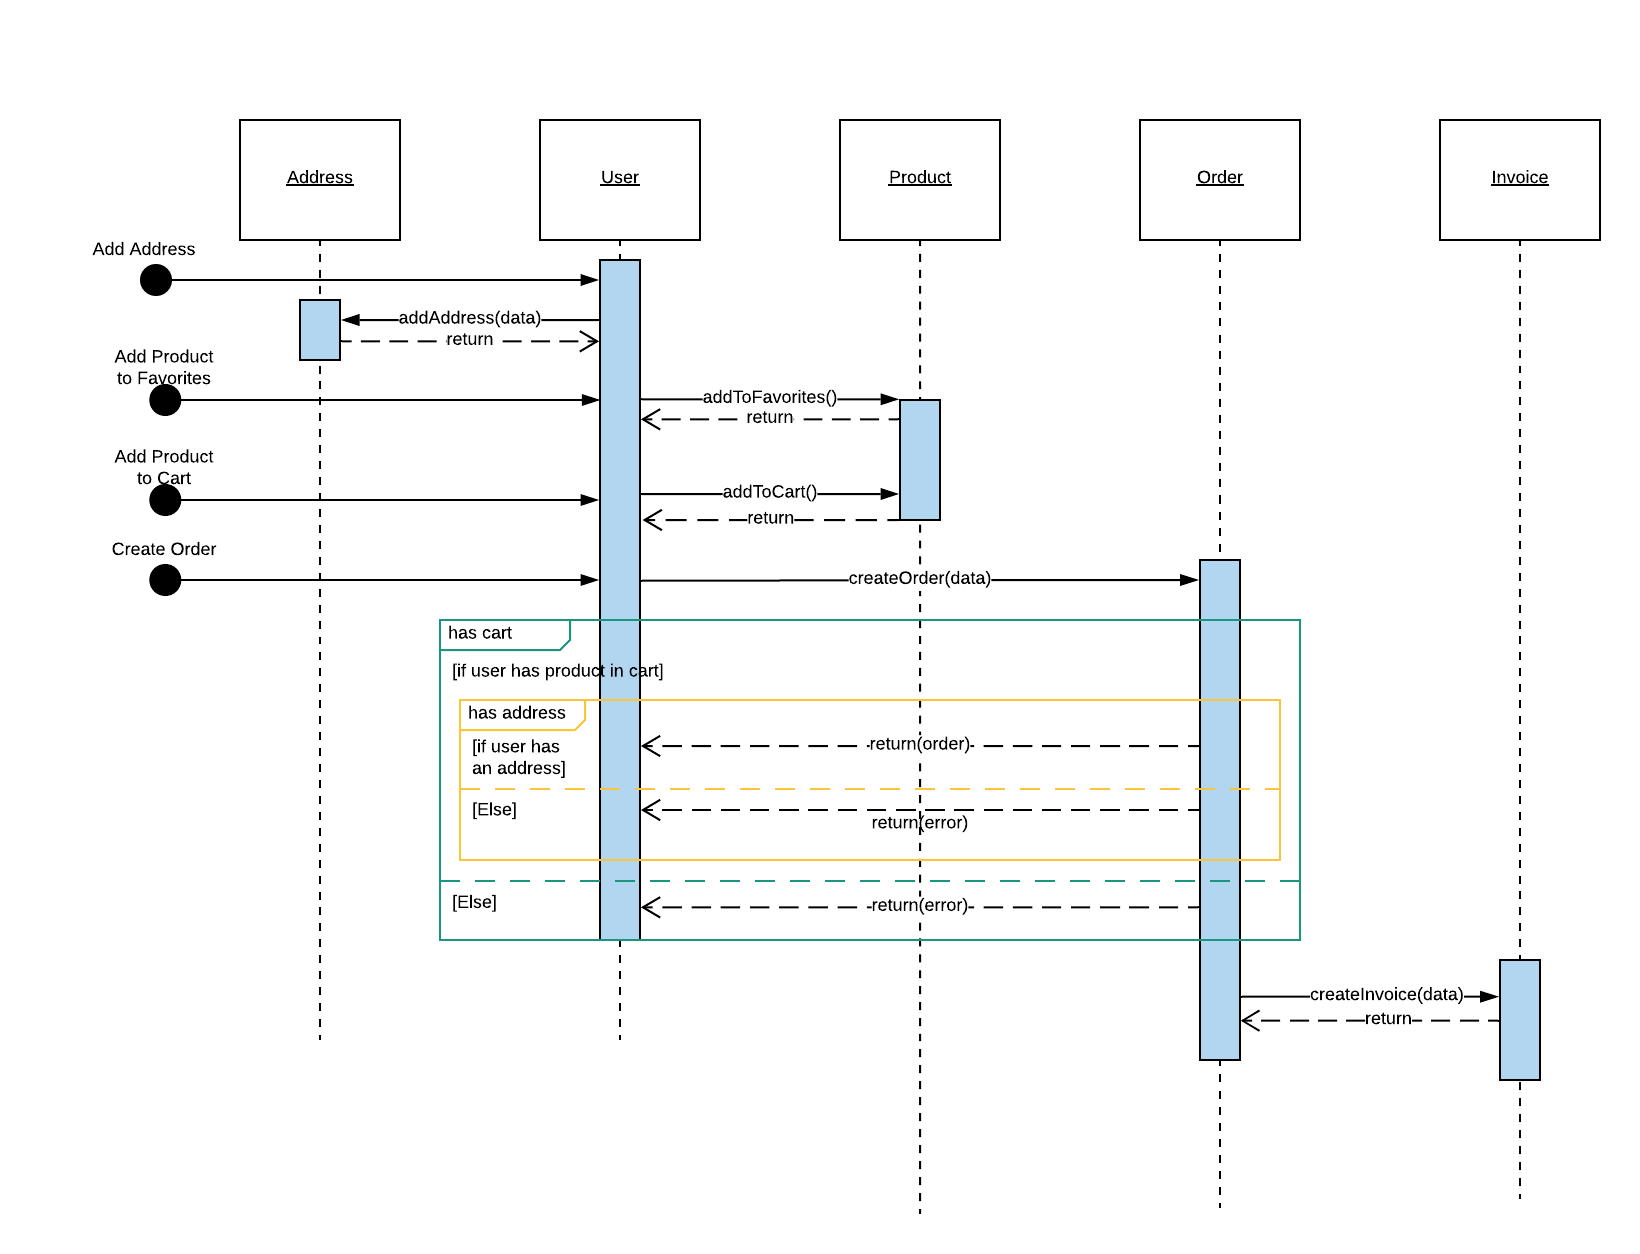 Address
User
Product
Order
Invoice
Add Address
addAddress(data)
return
Add Product
to Favorites
addToFavorites()
return
Add Product
to Cart
addToCart()
return
Create Order
createOrder(data)
has cart
[if user has product in cart]
has address
[if user has
an address]
return(order)
[Else]
return(error)
[Else]
return(error)
createInvoice(data)
return